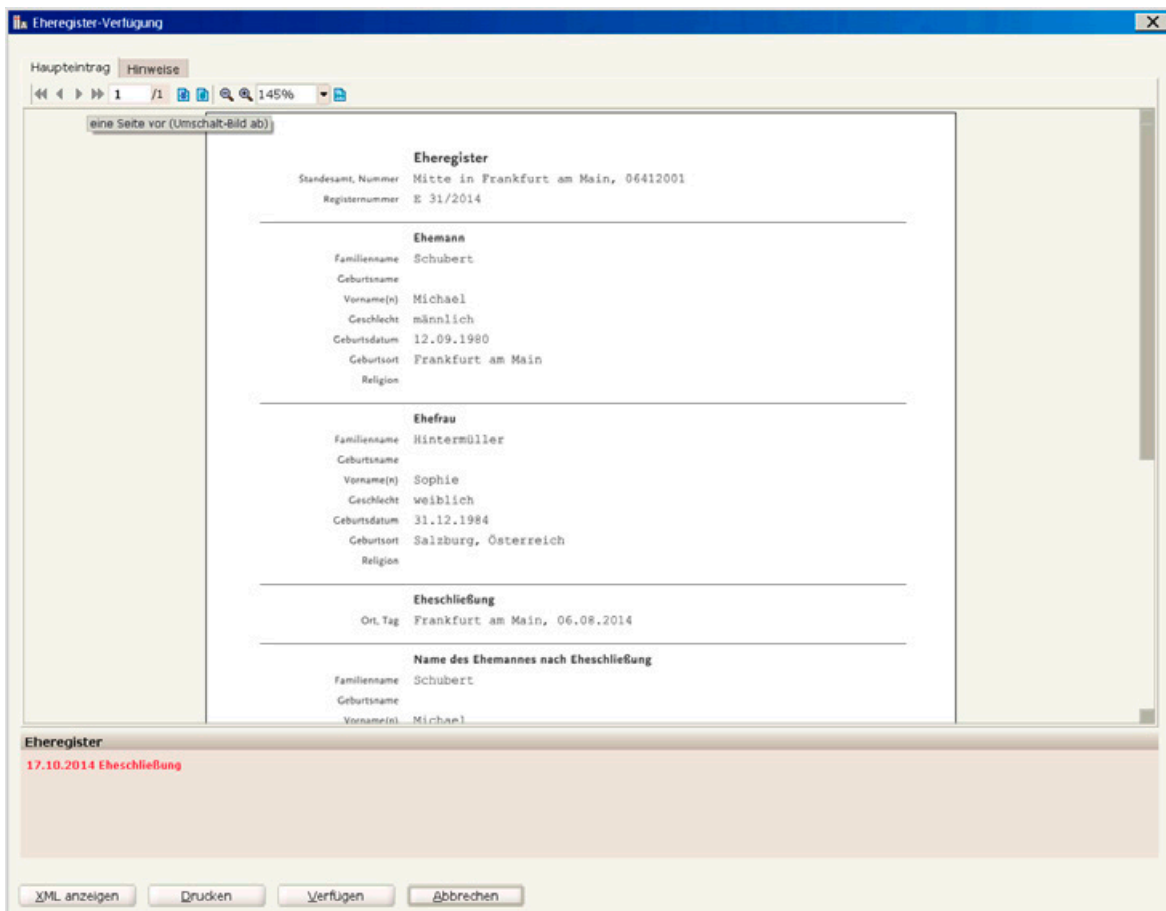 Eheregister-Verfügung
Haupteintrag Hinweise
1 /1 145%
eine Seite vor (Umschalt-Bild ab)
Eheregister
Standesamt, Nummer Mitte in Frankfurt am Main, 06412001
Registernummer E 31/2014
Ehemann
Familienname Schubert
Geburtsname
Vorname(n) Michael
Geschlecht männlich
Geburtsdatum 12.09.1980
Geburtsort Frankfurt am Main
Religion
Ehefrau
Familienname Hintermüller
Geburtsname
Vorname(n) Sophie
Geschlecht weiblich
Geburtsdatum 31.12.1984
Geburtsort Salzburg, Österreich
Religion
Eheschließung
Ort, Tag Frankfurt am Main, 06.08.2014
Name des Ehemannes nach Eheschließung
Familienname Schubert
Geburtsname
Vorname(n) Michael
Eheregister
17.10.2014 Eheschließung
XML anzeigen Drucken Verfügen Abbrechen